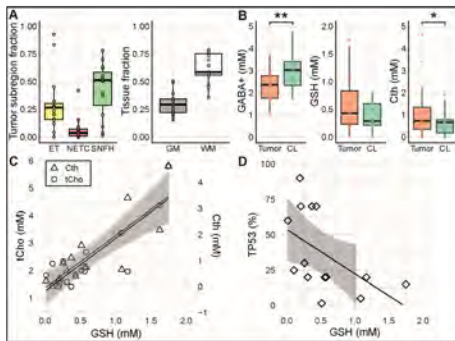 A
Tumor subregion fraction
1.00
0.75
0.50
0.25
0.00
ET NETC SNFH
Tissue fraction
0.75
0.50
0.25
0.00
GM WM
B
**
GABA+ (mM)
5
4
3
2
1
0
Tumor CL
GSH (mM)
2.0
1.5
1.0
0.5
0.0
Tumor CL
*
Cth (mM)
5
4
3
2
1
0
Tumor CL
C
Cth
tCho
tCho (mM)
6
5
4
3
2
1
Cth (mM)
4
3
2
1
0
-1
0.0 0.5 1.0 1.5 2.0
GSH (mM)
D
TP53 (%)
100
75
50
25
0
0.0 0.5 1.0 1.5 2.0
GSH (mM)